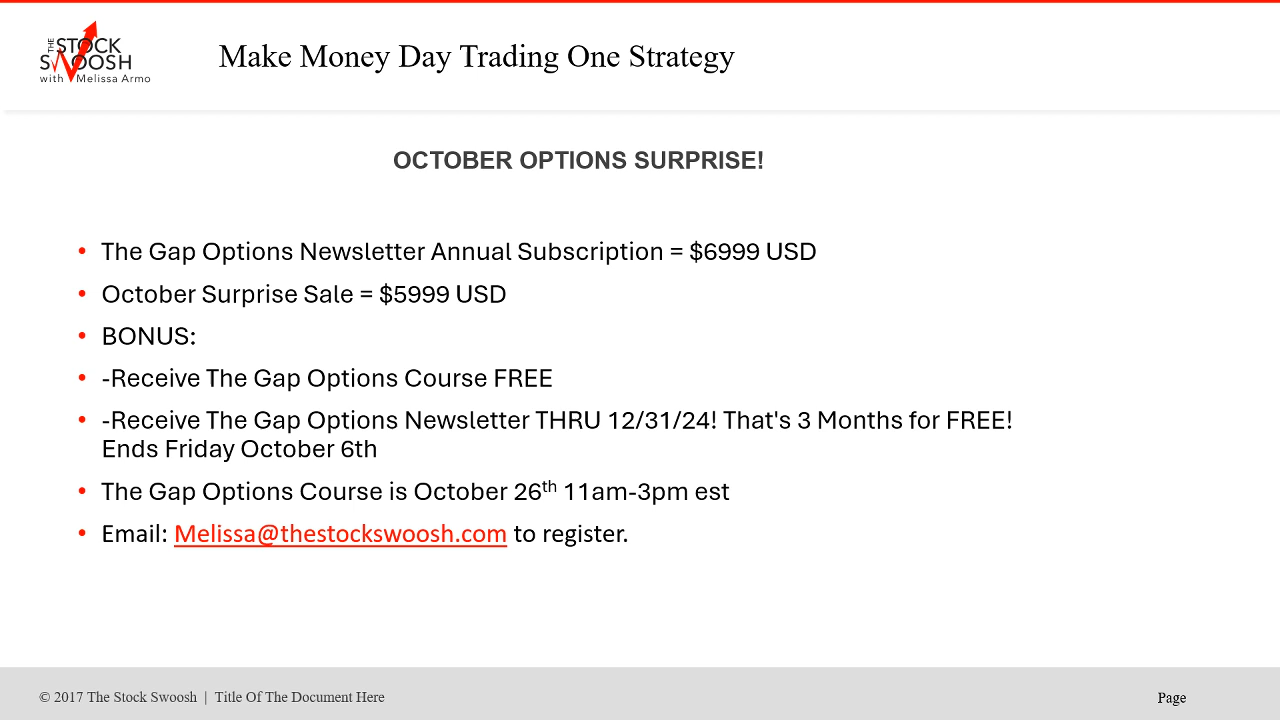 THE STOCK
SWOOSH
with Melissa Armo
Make Money Day Trading One Strategy
OCTOBER OPTIONS SURPRISE!
• The Gap Options Newsletter Annual Subscription = $6999 USD
• October Surprise Sale = $5999 USD
• BONUS:
• -Receive The Gap Options Course FREE
• -Receive The Gap Options Newsletter THRU 12/31/24! That's 3 Months for FREE!
Ends Friday October 6th
• The Gap Options Course is October 26th 11am-3pm est
• Email: Melissa@thestockswoosh.com to register.
© 2017 The Stock Swoosh | Title Of The Document Here
Page